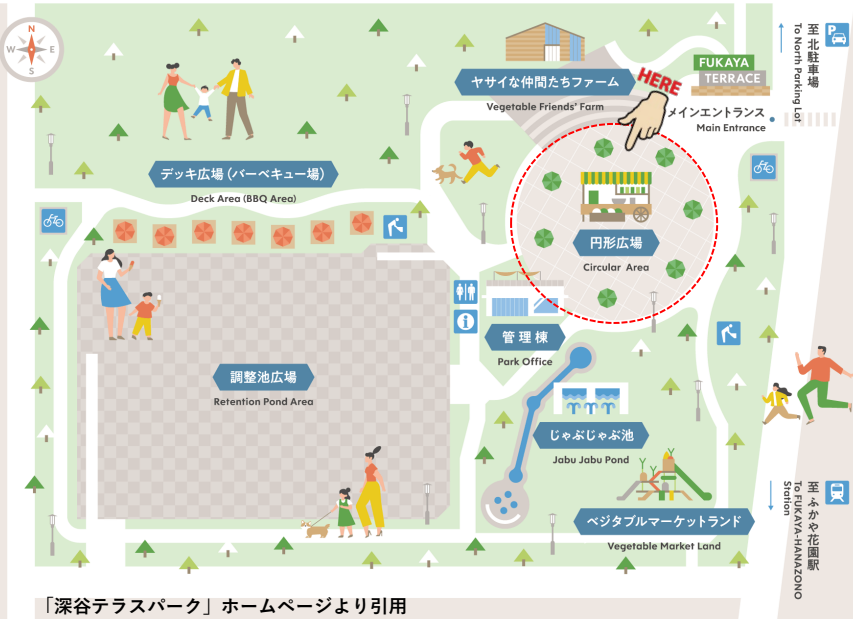 N
W
E
S
至 北駐車場
To North Parking Lot
P
FUKAYA
TERRACE
HERE
メインエントランス
Main Entrance
ヤサイな仲間たちファーム
Vegetable Friends' Farm
デッキ広場(バーベキュー場)
Deck Area (BBQ Area)
円形広場
Circular Area
管理棟
Park Office
i
調整池広場
Retention Pond Area
じゃぶじゃぶ池
Jabu Jabu Pond
ベジタブルマーケットランド
Vegetable Market Land
至 ふかや花園駅
To FUKAYA-HANAZONO
Station
「深谷テラスパーク」ホームページより引用